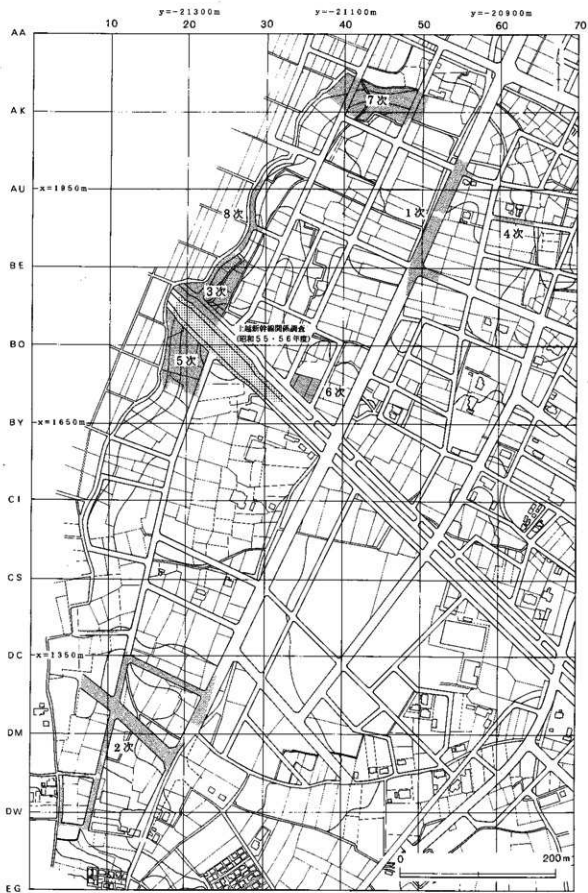 y=-21300m y=-21100m y=-20900m
10 20 30 40 50 60 70
AA
7次
AK
AU x=1950m
8次 1次 4次
BE
3次
上越新幹線関係調査
(昭和55・56年度)
BO
5次
6次
BY x=1650m
CI
CS
DC x=1350m
DM
2次
DW
0 200m
EG